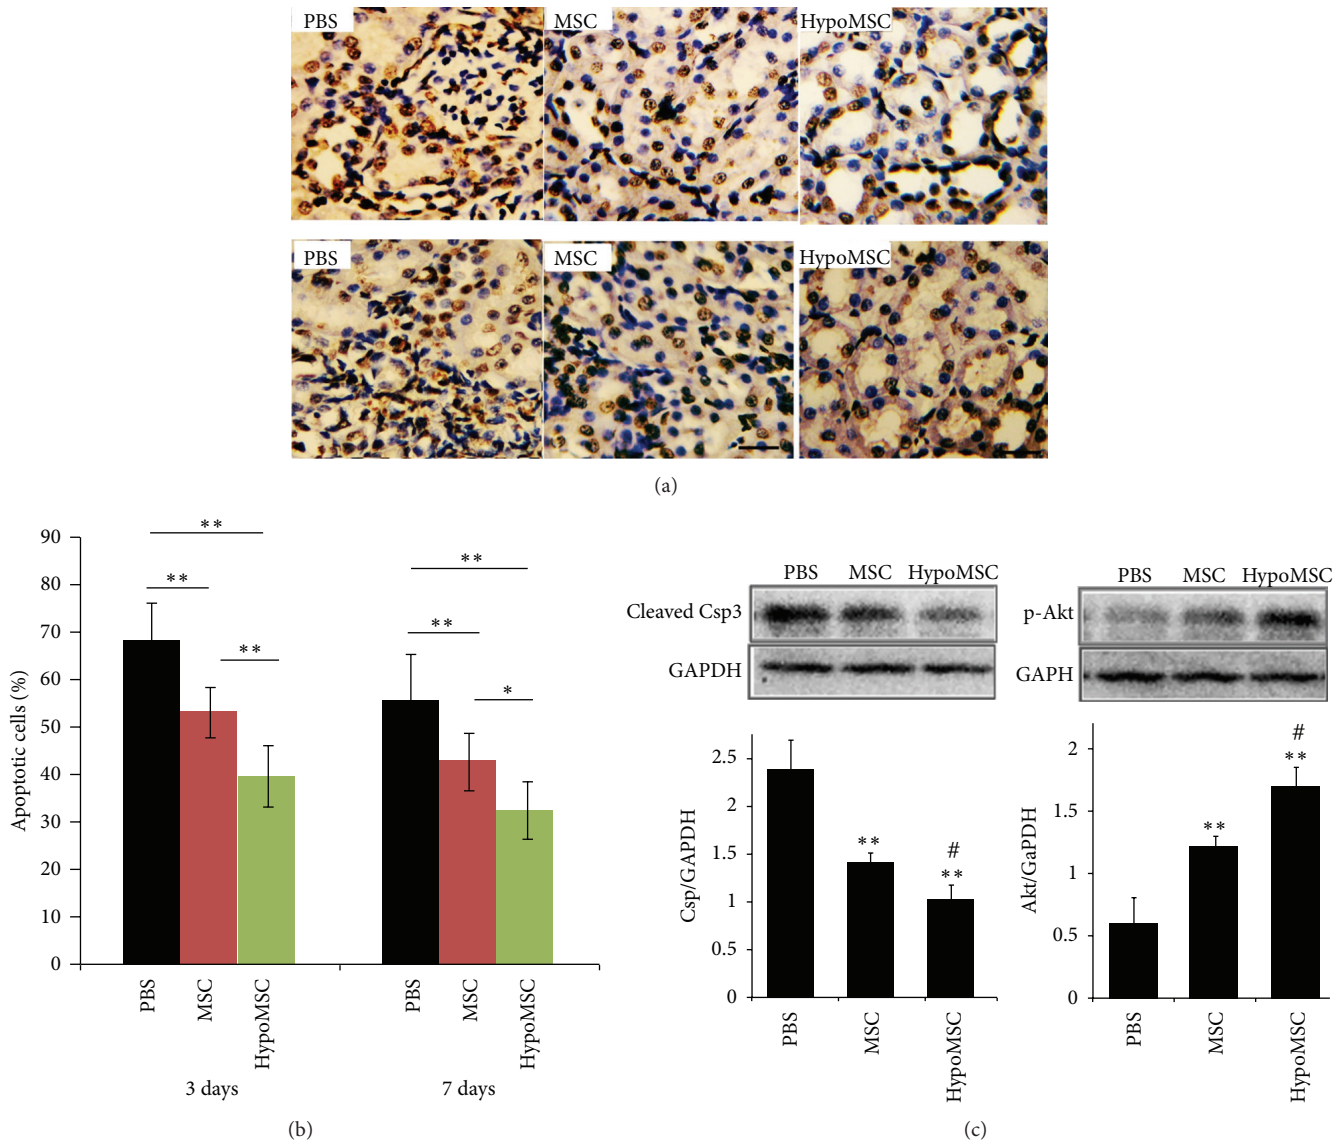 PBS MSC HypoMSC
PBS MSC HypoMSC
(a)
90
80
70
60
50
40
30
20
10
0
Apoptotic cells (%)
** ** **
** ** *
PBS MSC HypoMSC PBS MSC HypoMSC
3 days 7 days
(b)
PBS MSC HypoMSC
Cleaved Csp3
GAPDH
2.5
2
1.5
1
0.5
0
Csp/GAPDH
**
#
**
PBS MSC HypoMSC
PBS MSC HypoMSC
p-Akt
GAPH
2
1.5
1
0.5
0
Akt/GaPDH
**
#
**
PBS MSC HypoMSC
(c)